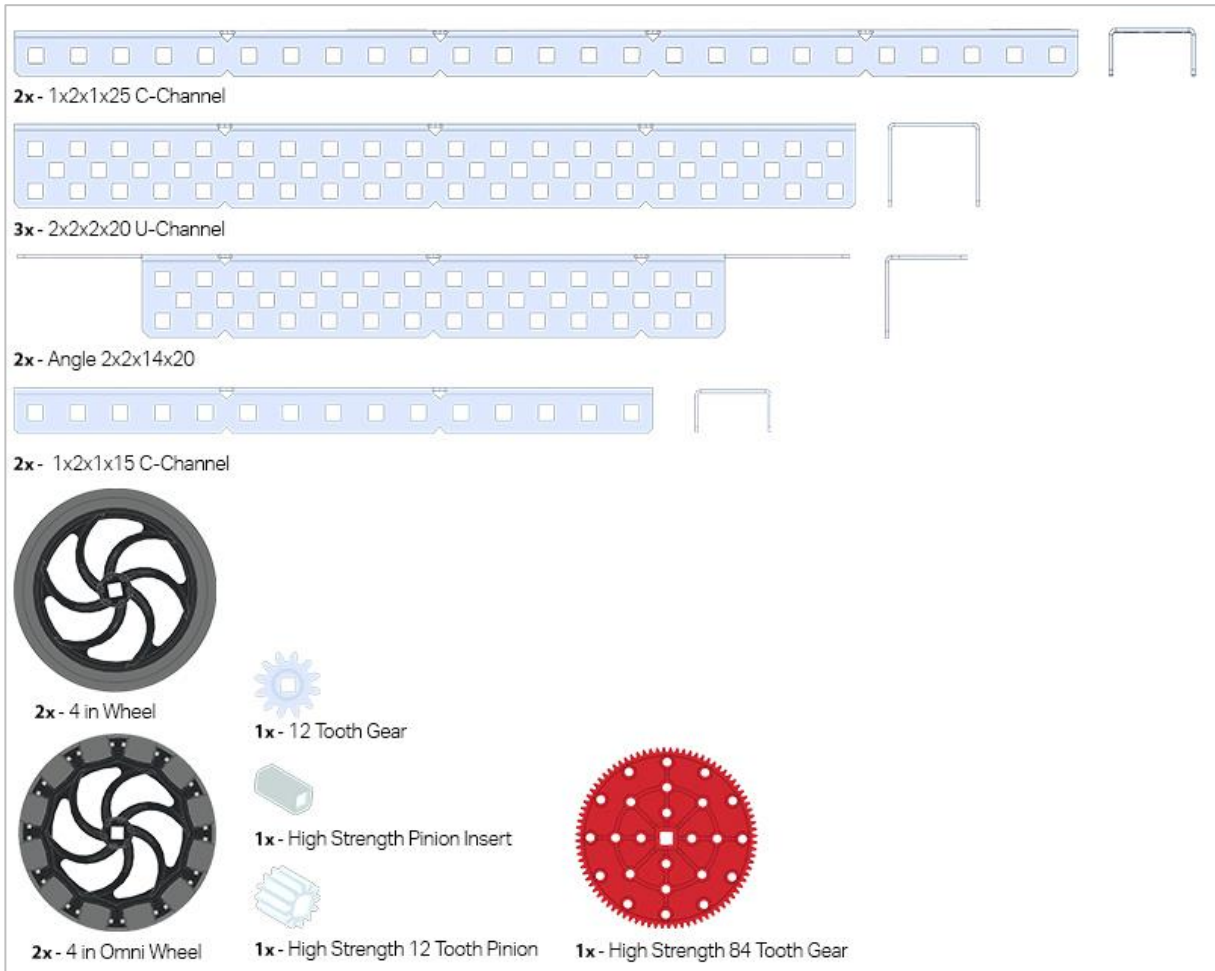 2x - 1x2x1x25 C-Channel
3x - 2x2x2x20 U-Channel
2x - Angle 2x2x14x20
2x - 1x2x1x15 C-Channel
2x - 4 in Wheel
1x - 12 Tooth Gear
1x - High Strength Pinion Insert
2x - 4 in Omni Wheel
1x - High Strength 12 Tooth Pinion
1x - High Strength 84 Tooth Gear